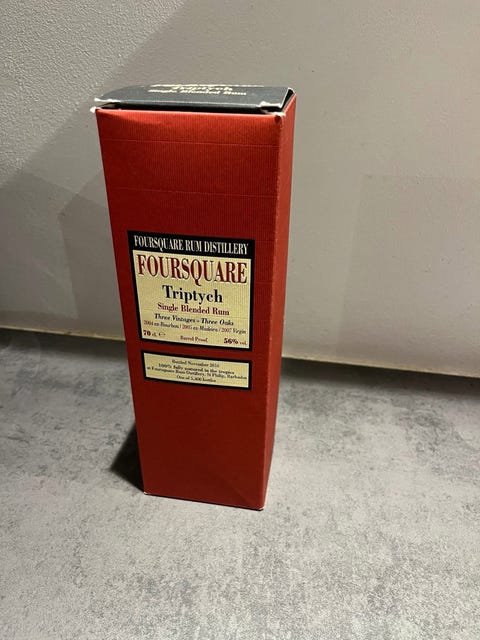 Triptych
Single Blended Rum
FOURSQUARE RUM DISTILLERY
FOURSQUARE
Triptych
Single Blended Rum
Three Vintages - Three Oaks
2004 ex-Bourbon / 2005 ex-Madeira / 2007 Virgin
70 cl. e Barrel Proof 56% vol.
Bottled November 2016
100% fully matured in the tropics
at Foursquare Rum Distillery, St Philip, Barbados
One of 5,400 bottles